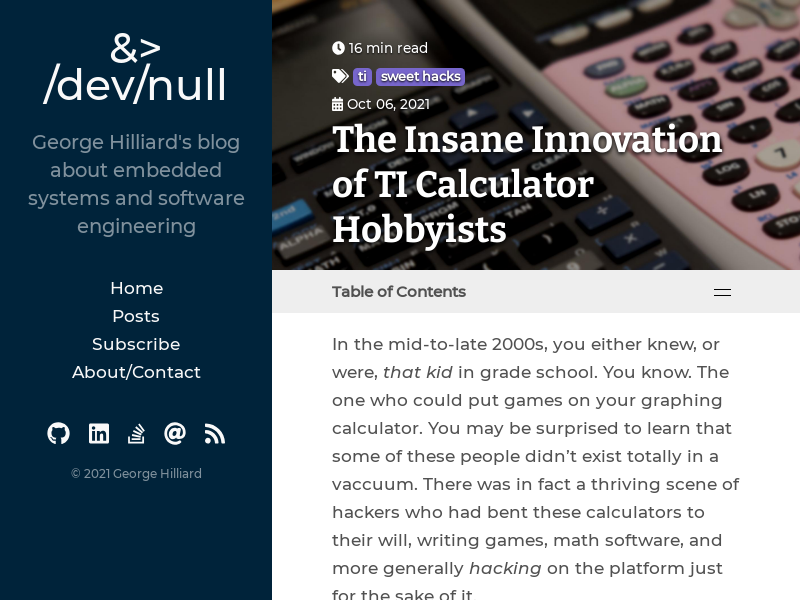 &>
/dev/null
George Hilliard's blog
about embedded
systems and software
engineering
Home
Posts
Subscribe
About/Contact
© 2021 George Hilliard
16 min read
ti sweet hacks
Oct 06, 2021
The Insane Innovation
of TI Calculator
Hobbyists
Table of Contents
In the mid-to-late 2000s, you either knew, or
were, that kid in grade school. You know. The
one who could put games on your graphing
calculator. You may be surprised to learn that
some of these people didn't exist totally in a
vaccuum. There was in fact a thriving scene of
hackers who had bent these calculators to
their will, writing games, math software, and
more generally hacking on the platform just
for the sake of it